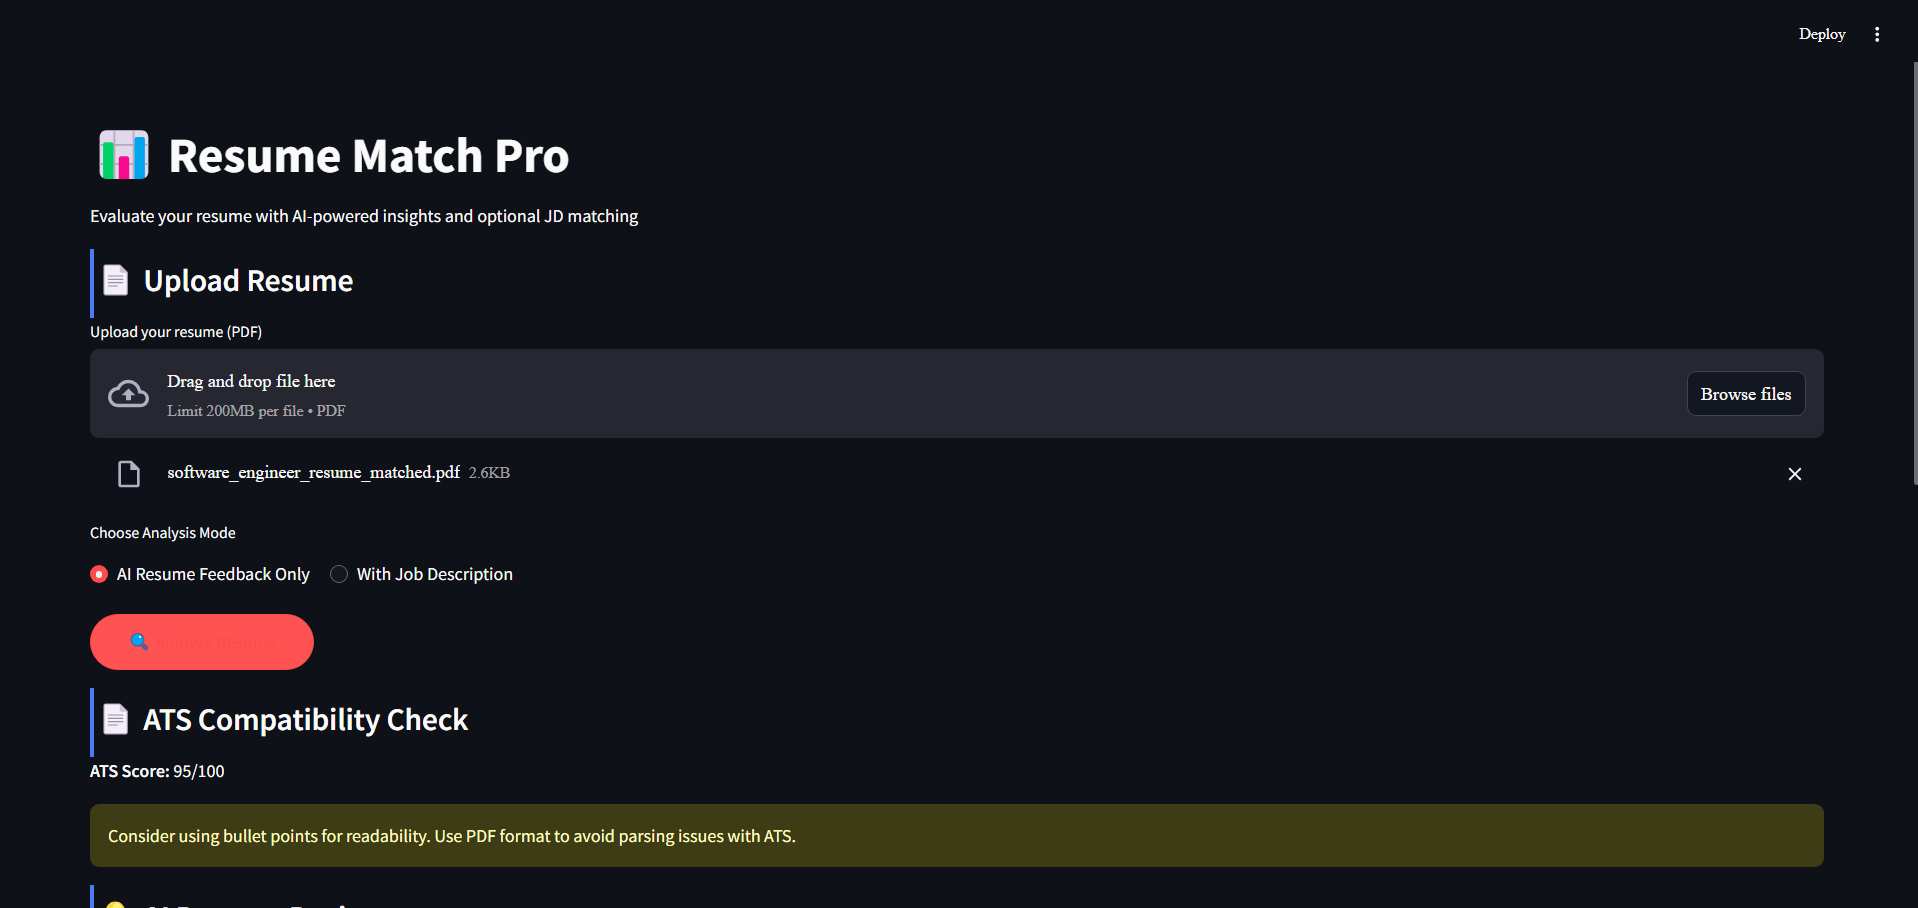 Deploy
Resume Match Pro
Evaluate your resume with AI-powered insights and optional JD matching
Upload Resume
Upload your resume (PDF)
Drag and drop file here
Limit 200MB per file • PDF
Browse files
software_engineer_resume_matched.pdf 2.6KB
Choose Analysis Mode
AI Resume Feedback Only
With Job Description
Analyze Resume
ATS Compatibility Check
ATS Score: 95/100
Consider using bullet points for readability. Use PDF format to avoid parsing issues with ATS.